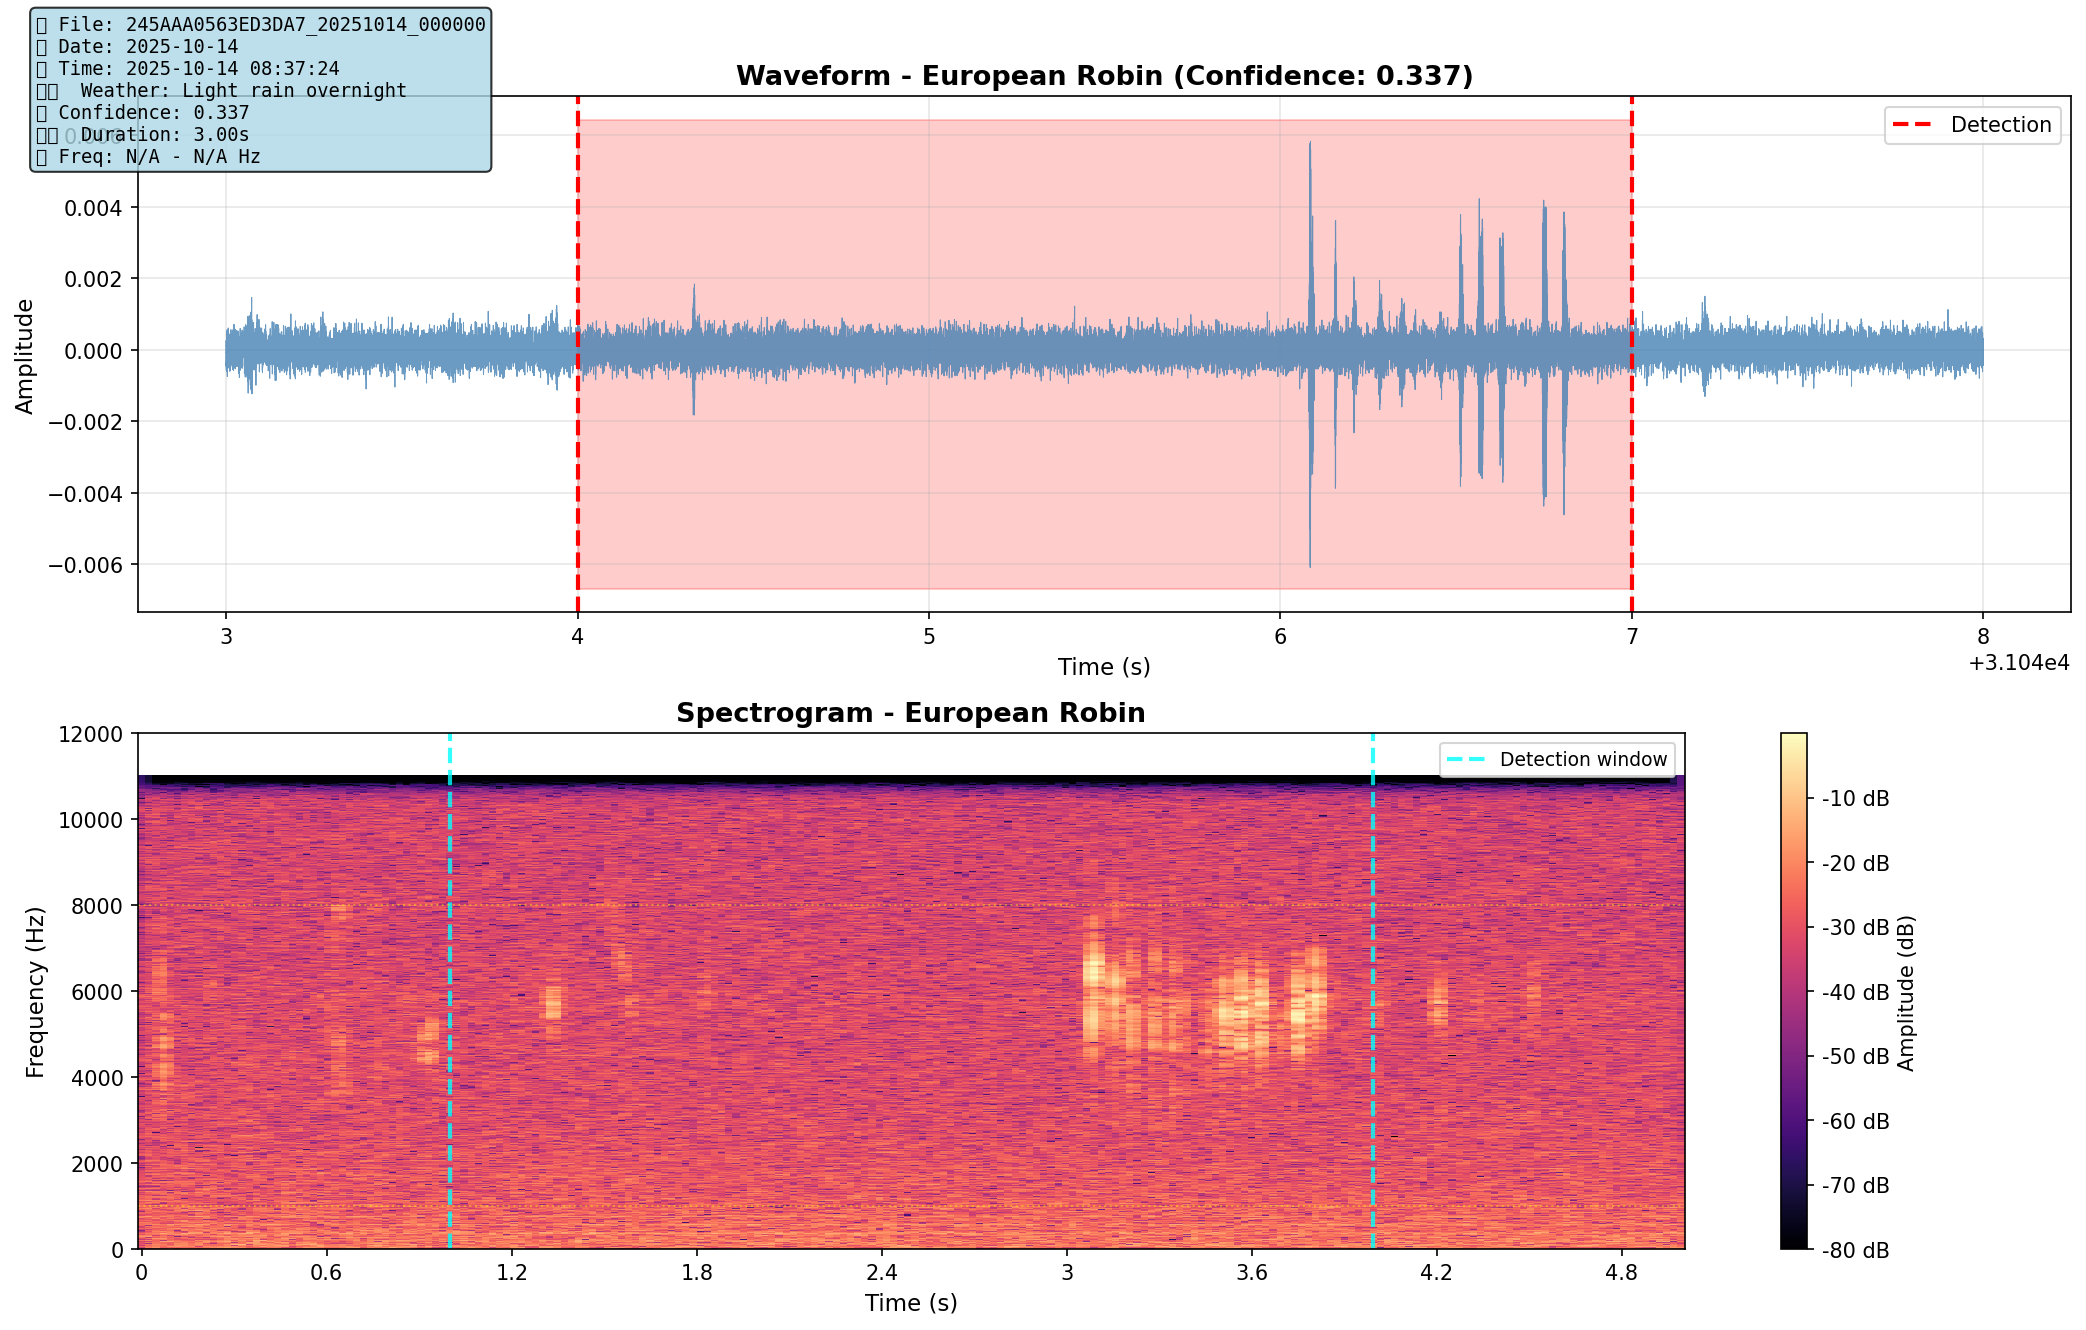 File: 245AAA0563ED3DA7_20251014_000000
Date: 2025-10-14
Time: 2025-10-14 08:37:24
Weather: Light rain overnight
Confidence: 0.337
Duration: 3.00s
Freq: N/A - N/A Hz
Waveform - European Robin (Confidence: 0.337)
Detection
0.006
0.004
0.002
0.000
−0.002
−0.004
−0.006
Amplitude
3 4 5 6 7 8
Time (s)
+3.104e4
Spectrogram - European Robin
Detection window
12000
10000
8000
6000
4000
2000
0
Frequency (Hz)
0 0.6 1.2 1.8 2.4 3 3.6 4.2 4.8
Time (s)
-10 dB
-20 dB
-30 dB
-40 dB
-50 dB
-60 dB
-70 dB
-80 dB
Amplitude (dB)